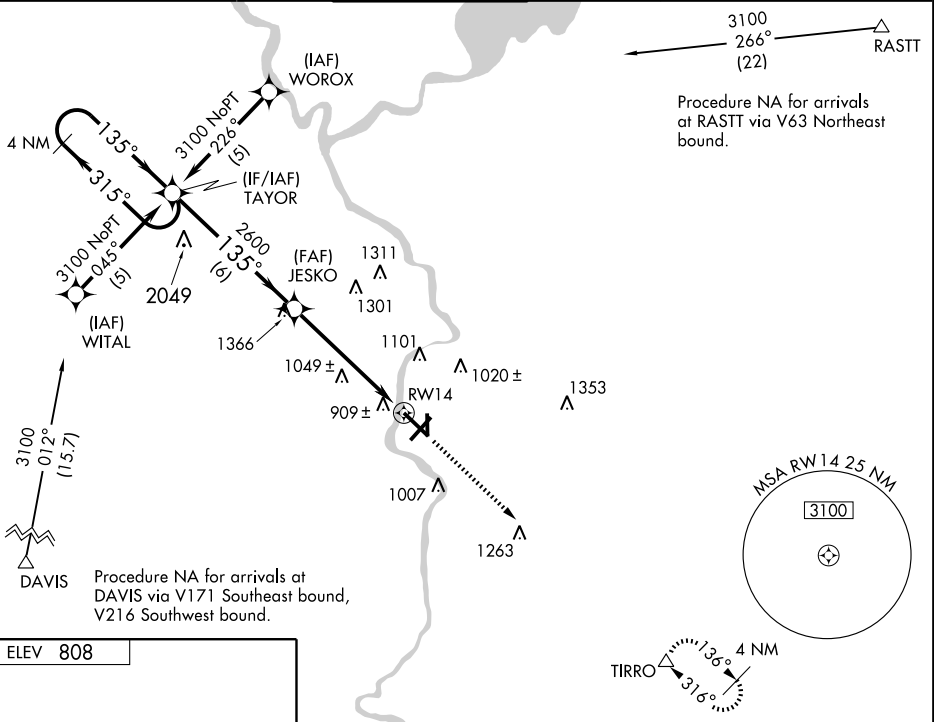 3100
266°
(22)
RASTT
Procedure NA for arrivals
at RASTT via V63 Northeast
bound.
(IAF)
WOROX
3100 NoPT
226°
(5)
4 NM
135°
315°
(IF/IAF)
TAYOR
3100 NoPT
045°
(5)
2049
(IAF)
WITAL
2600
135°
(6)
(FAF)
JESKO
1311
1301
1366
1101
1049 ±
1020 ±
909 ±
RW14
1353
1007
1263
3100
012°
(15.7)
DAVIS
Procedure NA for arrivals at
DAVIS via V171 Southeast bound,
V216 Southwest bound.
MSA RW14 25 NM
3100
ELEV 808
TIRRO
136°
316°
4 NM